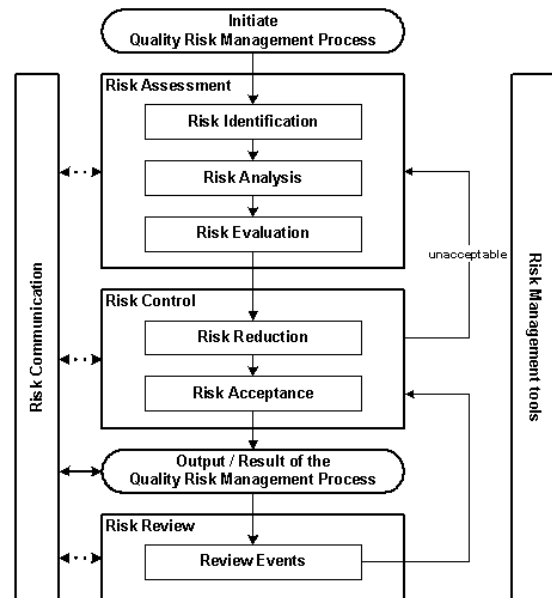 Initiate
Quality Risk Management Process
Risk Assessment
Risk Identification
Risk Analysis
Risk Evaluation
unacceptable
Risk Control
Risk Reduction
Risk Acceptance
Output / Result of the
Quality Risk Management Process
Risk Review
Review Events
Risk Communication
Risk Management tools